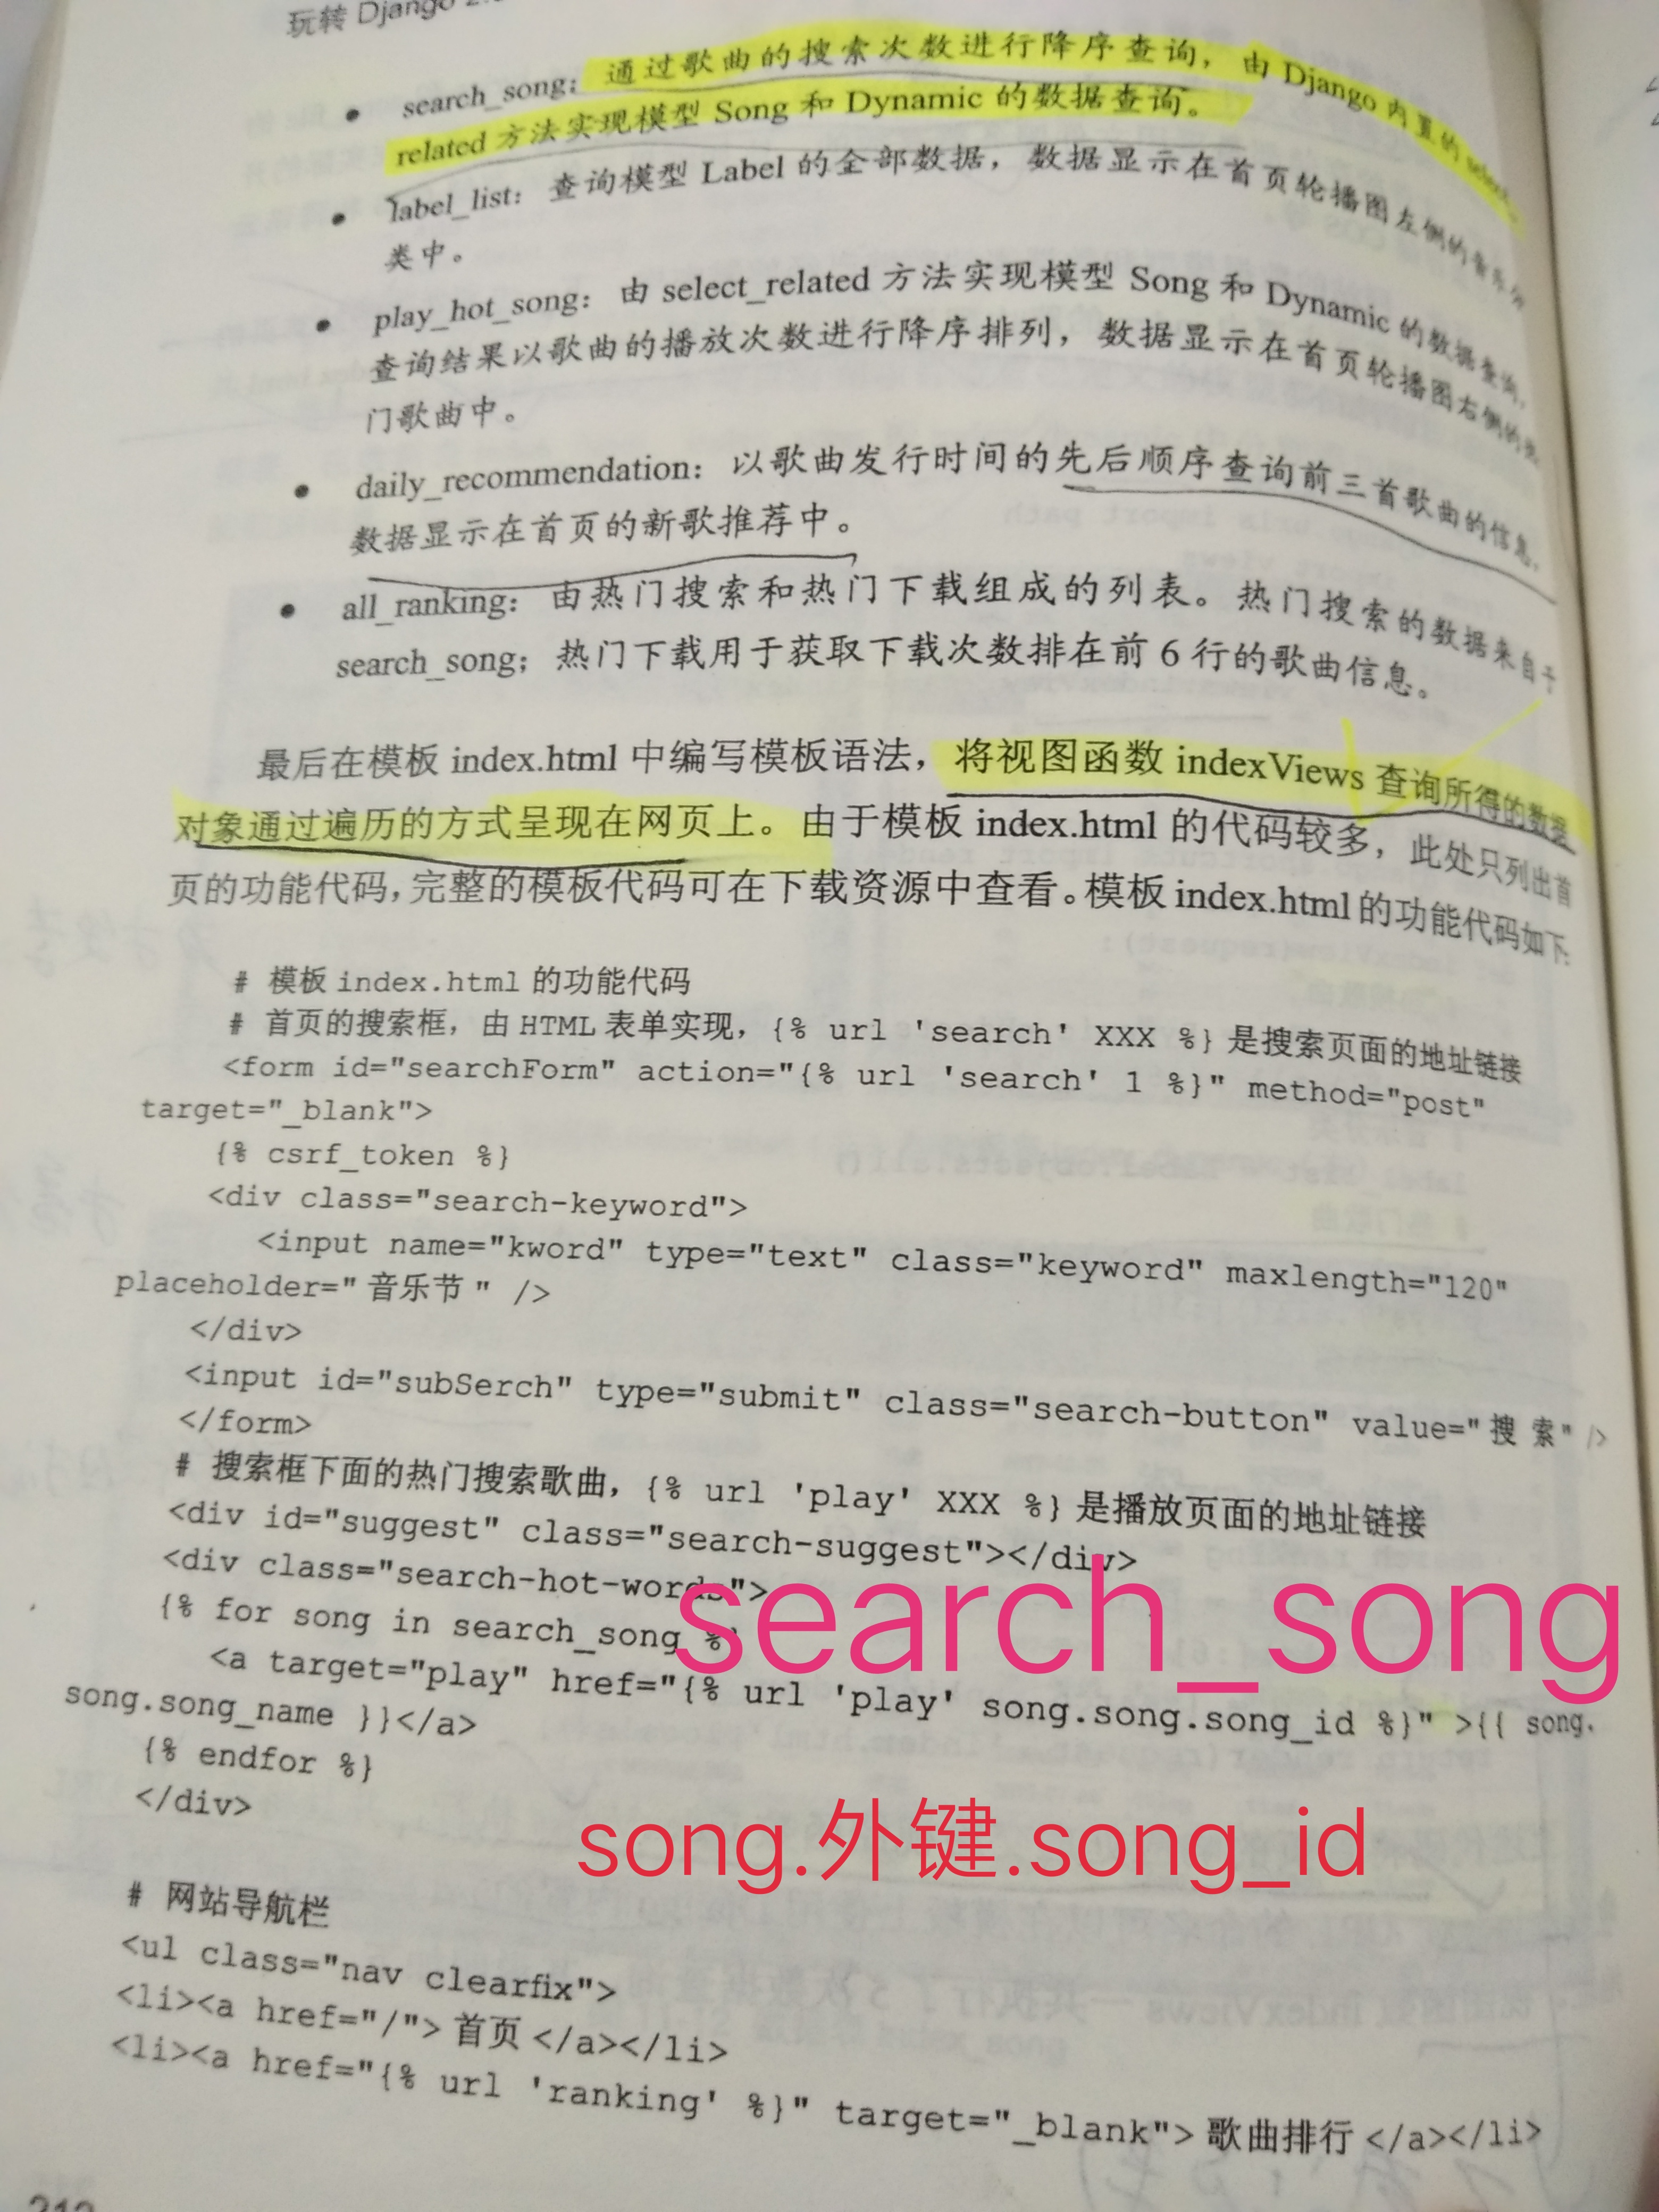 玩转 Django 2.
• search_song：通过歌曲的搜索次数进行降序查询，由 Django 内置的 select_
related 方法实现模型 Song 和 Dynamic 的数据查询。
• label_list：查询模型 Label 的全部数据，数据显示在首页轮播图左侧的音乐分
类中。
• play_hot_song：由 select_related 方法实现模型 Song 和 Dynamic 的数据查询，
查询结果以歌曲的播放次数进行降序排列，数据显示在首页轮播图右侧的热
门歌曲中。
• daily_recommendation：以歌曲发行时间的先后顺序查询前三首歌曲的信息，
数据显示在首页的新歌推荐中。
• all_ranking：由热门搜索和热门下载组成的列表。热门搜索的数据来自于
search_song；热门下载用于获取下载次数排在前 6 行的歌曲信息。
最后在模板 index.html 中编写模板语法，将视图函数 indexViews 查询所得的数据
对象通过遍历的方式呈现在网页上。由于模板 index.html 的代码较多，此处只列出首
页的功能代码，完整的模板代码可在下载资源中查看。模板 index.html 的功能代码如下：
# 模板 index.html 的功能代码
# 首页的搜索框，由 HTML 表单实现，{% url 'search' XXX %} 是搜索页面的地址链接
<form id="searchForm" action="{% url 'search' 1 %}" method="post"
target="_blank">
{% csrf_token %}
<div class="search-keyword">
<input name="kword" type="text" class="keyword" maxlength="120"
placeholder="音乐节" />
</div>
<input id="subSerch" type="submit" class="search-button" value="搜 索" />
</form>
# 搜索框下面的热门搜索歌曲，{% url 'play' XXX %} 是播放页面的地址链接
<div id="suggest" class="search-suggest"></div>
<div class="search-hot-words">
search_song
{% for song in search_song %}
<a target="play" href="{% url 'play' song.song.song_id %}" >{{ song.
song.song_name }}</a>
{% endfor %}
</div>
song.外键.song_id
# 网站导航栏
<ul class="nav clearfix">
<li><a href="/">首页</a></li>
<li><a href="{% url 'ranking' %}" target="_blank">歌曲排行</a></li>